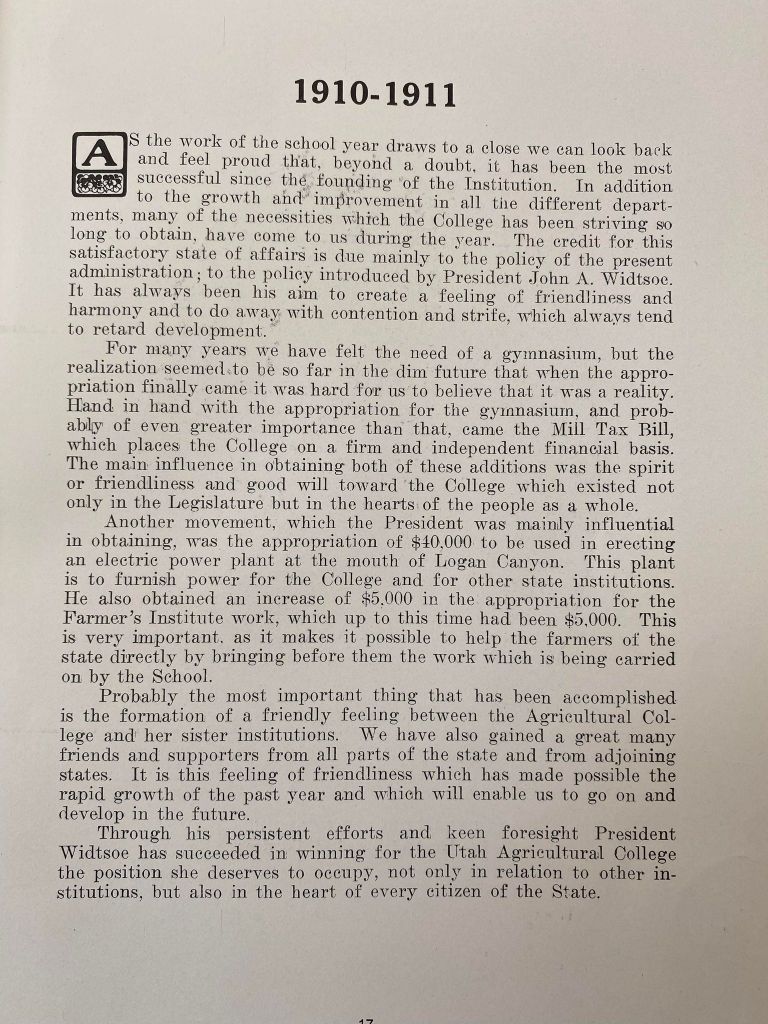 1910-1911
AS the work of the school year draws to a close we can look back
and feel proud that, beyond a doubt, it has been the most
successful since the founding of the Institution. In addition
to the growth and improvement in all the different depart-
ments, many of the necessities which the College has been striving so
long to obtain, have come to us during the year. The credit for this
satisfactory state of affairs is due mainly to the policy of the present
administration; to the policy introduced by President John A. Widtsoe.
It has always been his aim to create a feeling of friendliness and
harmony and to do away with contention and strife, which always tend
to retard development.
For many years we have felt the need of a gymnasium, but the
realization seemed to be so far in the dim future that when the appro-
priation finally came it was hard for us to believe that it was a reality.
Hand in hand with the appropriation for the gymnasium, and prob-
ably of even greater importance than that, came the Mill Tax Bill,
which places the College on a firm and independent financial basis.
The main influence in obtaining both of these additions was the spirit
or friendliness and good will toward the College which existed not
only in the Legislature but in the hearts of the people as a whole.
Another movement, which the President was mainly influential
in obtaining, was the appropriation of $40,000 to be used in erecting
an electric power plant at the mouth of Logan Canyon. This plant
is to furnish power for the College and for other state institutions.
He also obtained an increase of $5,000 in the appropriation for the
Farmer's Institute work, which up to this time had been $5,000. This
is very important, as it makes it possible to help the farmers of the
state directly by bringing before them the work which is being carried
on by the School.
Probably the most important thing that has been accomplished
is the formation of a friendly feeling between the Agricultural Col-
lege and her sister institutions. We have also gained a great many
friends and supporters from all parts of the state and from adjoining
states. It is this feeling of friendliness which has made possible the
rapid growth of the past year and which will enable us to go on and
develop in the future.
Through his persistent efforts and keen foresight President
Widtsoe has succeeded in winning for the Utah Agricultural College
the position she deserves to occupy, not only in relation to other in-
stitutions, but also in the heart of every citizen of the State.
17